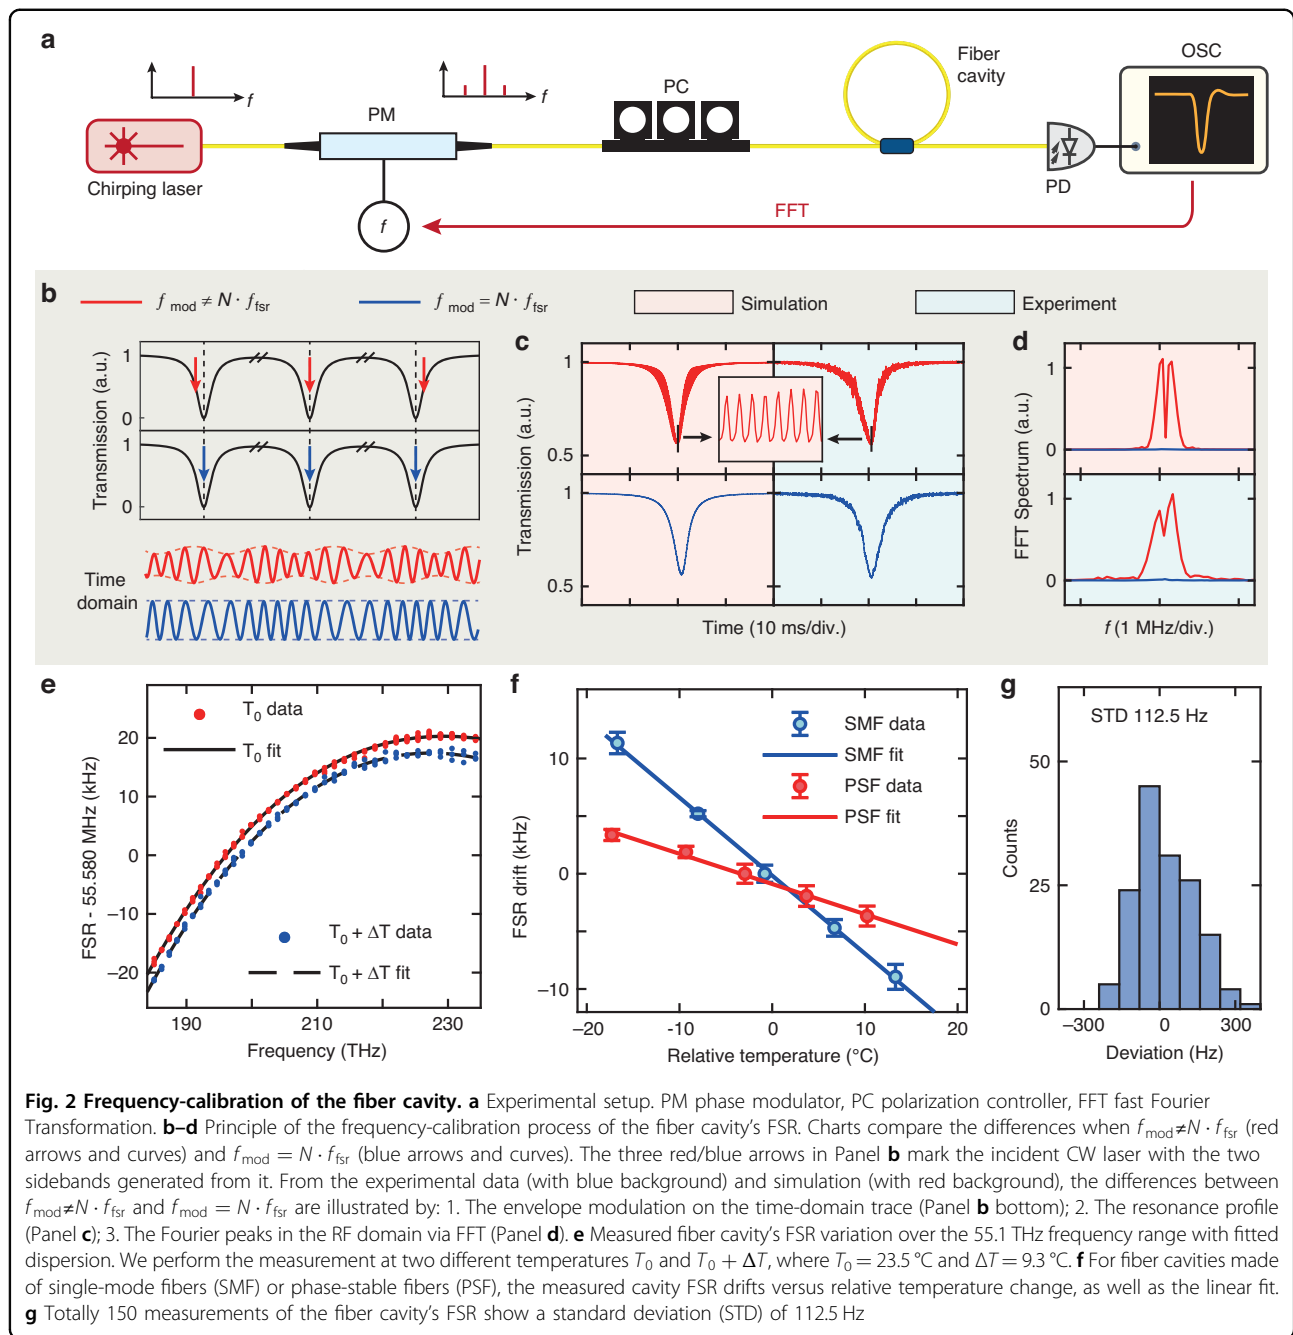 a
Fiber
cavity
OSC
PC
PM
f
f
Chirping laser
f
PD
FFT
b
f mod ≠ N · f fsr
f mod = N · f fsr
Simulation
Experiment
c
d
Transmission (a.u.)
1
0
1
0
Time
domain
Transmission (a.u.)
1
0.5
1
0.5
Time (10 ms/div.)
FFT Spectrum (a.u.)
1
0
1
0
f (1 MHz/div.)
e
T0 data
T0 fit
T0 + ΔT data
T0 + ΔT fit
FSR - 55.580 MHz (kHz)
20
10
0
−10
−20
190
210
230
Frequency (THz)
f
SMF data
SMF fit
PSF data
PSF fit
FSR drift (kHz)
10
0
−10
−20
-10
0
10
20
Relative temperature (°C)
g
STD 112.5 Hz
Counts
50
25
0
−300
0
300
Deviation (Hz)
Fig. 2 Frequency-calibration of the fiber cavity. a Experimental setup. PM phase modulator, PC polarization controller, FFT fast Fourier
Transformation. b–d Principle of the frequency-calibration process of the fiber cavity's FSR. Charts compare the differences when fmod≠N · ffsr (red
arrows and curves) and fmod = N · ffsr (blue arrows and curves). The three red/blue arrows in Panel b mark the incident CW laser with the two
sidebands generated from it. From the experimental data (with blue background) and simulation (with red background), the differences between
fmod≠N · ffsr and fmod = N · ffsr are illustrated by: 1. The envelope modulation on the time-domain trace (Panel b bottom); 2. The resonance profile
(Panel c); 3. The Fourier peaks in the RF domain via FFT (Panel d). e Measured fiber cavity's FSR variation over the 55.1 THz frequency range with fitted
dispersion. We perform the measurement at two different temperatures T0 and T0 + ΔT, where T0 = 23.5 °C and ΔT = 9.3 °C. f For fiber cavities made
of single-mode fibers (SMF) or phase-stable fibers (PSF), the measured cavity FSR drifts versus relative temperature change, as well as the linear fit.
g Totally 150 measurements of the fiber cavity's FSR show a standard deviation (STD) of 112.5 Hz